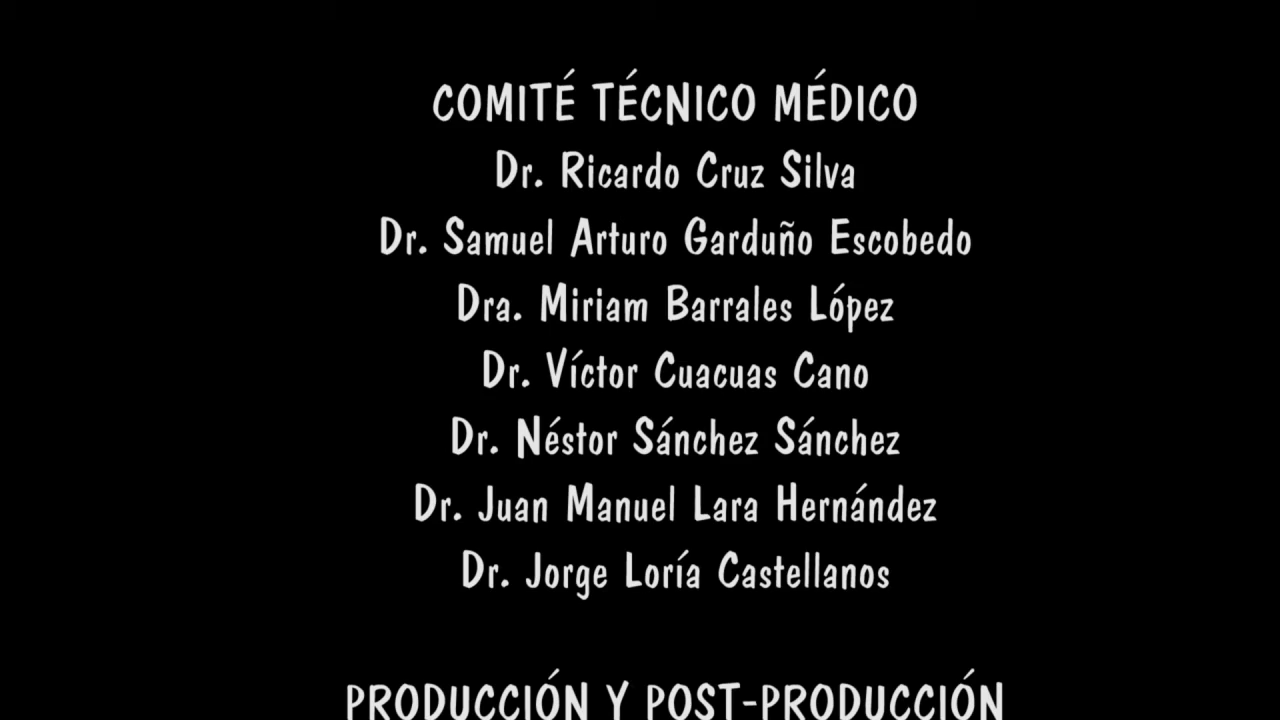 COMITÉ TÉCNICO MÉDICO
Dr. Ricardo Cruz Silva
Dr. Samuel Arturo Garduño Escobedo
Dra. Miriam Barrales López
Dr. Víctor Cuacuas Cano
Dr. Néstor Sánchez Sánchez
Dr. Juan Manuel Lara Hernández
Dr. Jorge Loría Castellanos
PRODUCCIÓN Y POST-PRODUCCIÓN